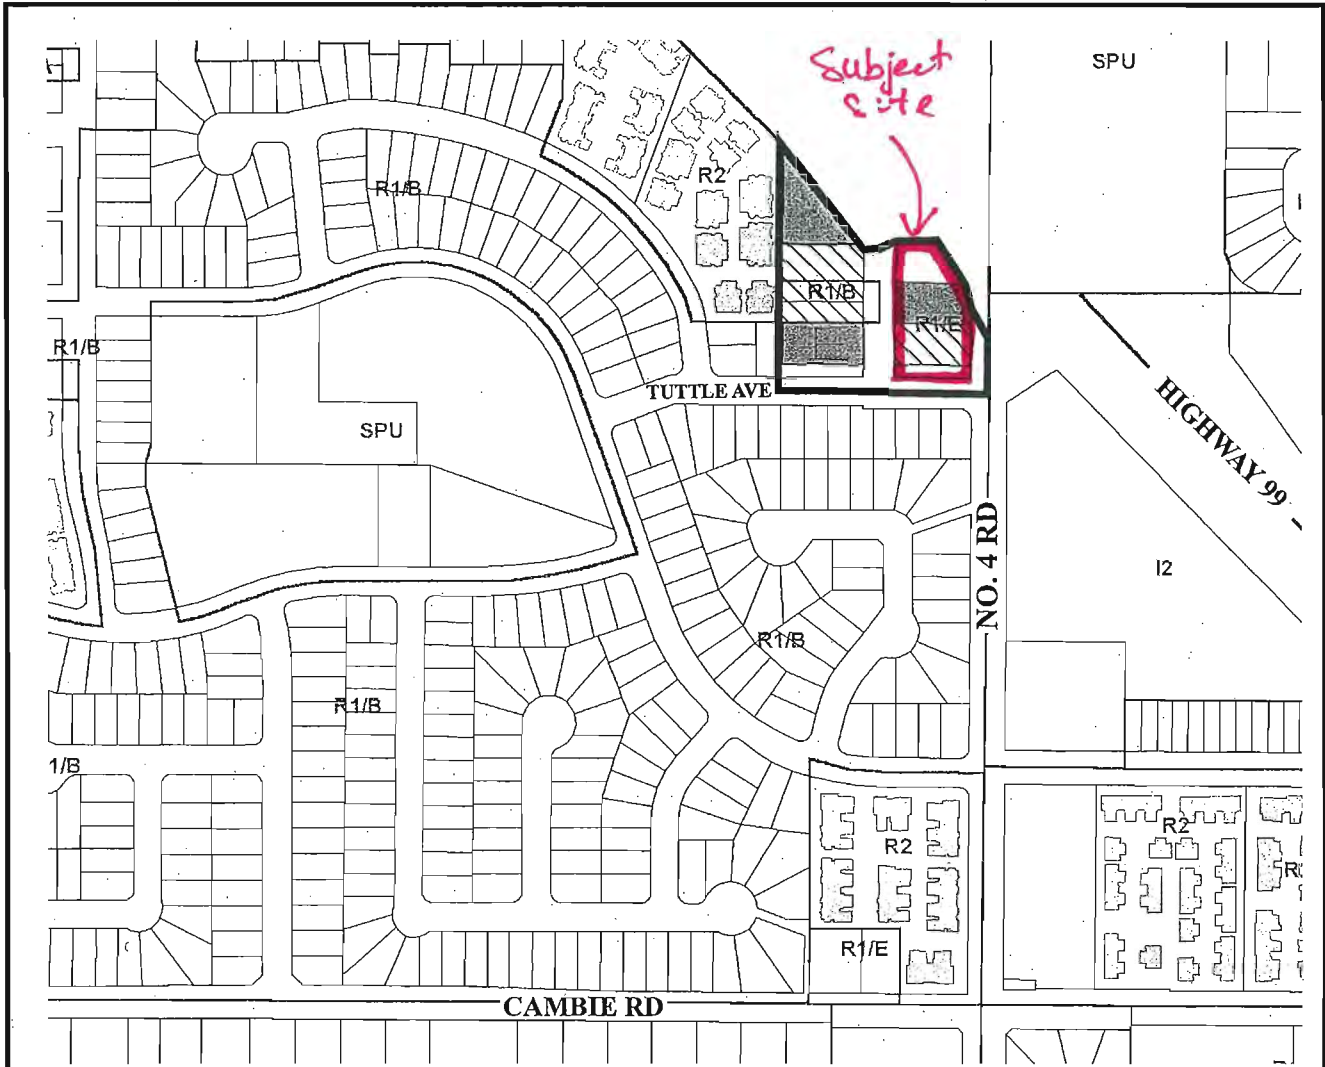 Subject
site
SPU
R2
R1/B
R1/B
R1/E
R1/B
TUTTLE AVE
HIGHWAY 99
SPU
NO. 4 RD
I2
R1/B
R1/B
1/B
R2
R2
R1/E
CAMBIE RD